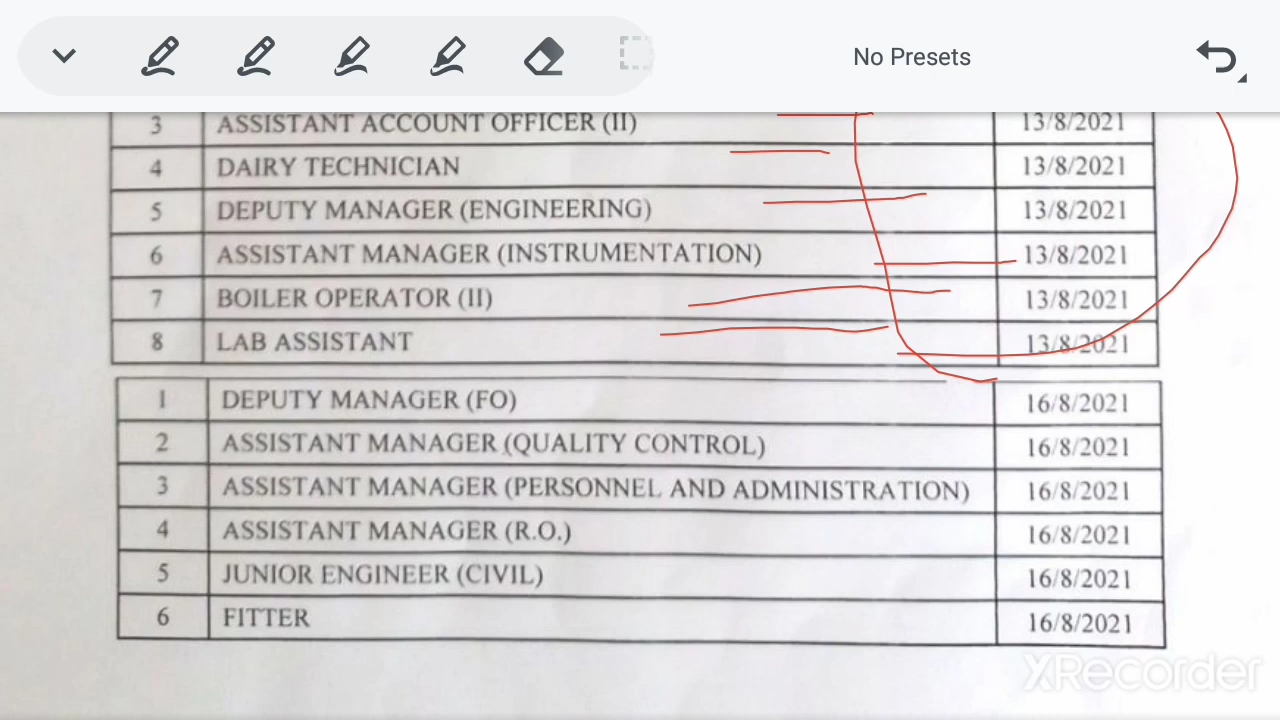 No Presets
3 ASSISTANT ACCOUNT OFFICER (II) 13/8/2021
4 DAIRY TECHNICIAN 13/8/2021
5 DEPUTY MANAGER (ENGINEERING) 13/8/2021
6 ASSISTANT MANAGER (INSTRUMENTATION) 13/8/2021
7 BOILER OPERATOR (II) 13/8/2021
8 LAB ASSISTANT 13/8/2021
1 DEPUTY MANAGER (FO) 16/8/2021
2 ASSISTANT MANAGER (QUALITY CONTROL) 16/8/2021
3 ASSISTANT MANAGER (PERSONNEL AND ADMINISTRATION) 16/8/2021
4 ASSISTANT MANAGER (R.O.) 16/8/2021
5 JUNIOR ENGINEER (CIVIL) 16/8/2021
6 FITTER 16/8/2021
XRecorder